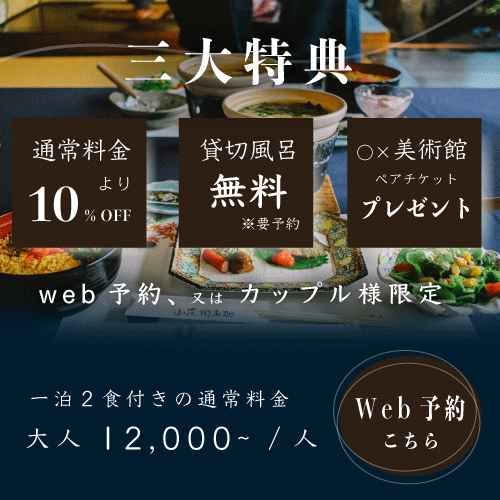 三大特典
通常料金
より
10% OFF
貸切風呂
無料
※要予約
○×美術館
ペアチケット
プレゼント
web予約、又は カップル様限定
一泊2食付きの通常料金
大人 12,000~ /人
Web予約
こちら